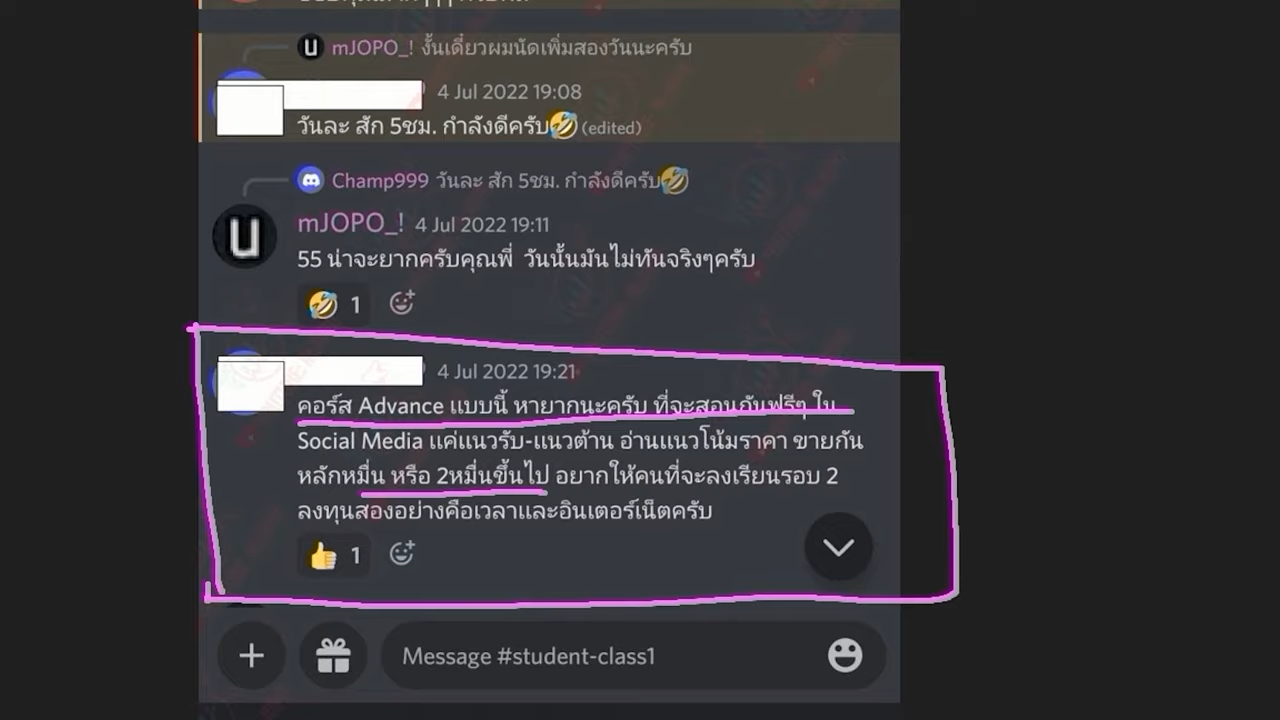 mJOPO_! งั้นเดี๋ยวผมนัดเพิ่มสองวันนะครับ
4 Jul 2022 19:08
วันละ สัก 5ชม. กำลังดีครับ🤣 (edited)
Champ999 วันละ สัก 5ชม. กำลังดีครับ🤣
mJOPO_! 4 Jul 2022 19:11
55 น่าจะยากครับคุณพี่ วันนั้นมันไม่ทันจริงๆครับ
🤣 1
4 Jul 2022 19:21
คอร์ส Advance แบบนี้ หายากนะครับ ที่จะสอนกันฟรีๆ ใน
Social Media แค่แนวรับ-แนวต้าน อ่านแนวโน้มราคา ขายกัน
หลักหมื่น หรือ 2หมื่นขึ้นไป อยากให้คนที่จะลงเรียนรอบ 2
ลงทุนสองอย่างคือเวลาและอินเตอร์เน็ตครับ
👍 1
Message #student-class1